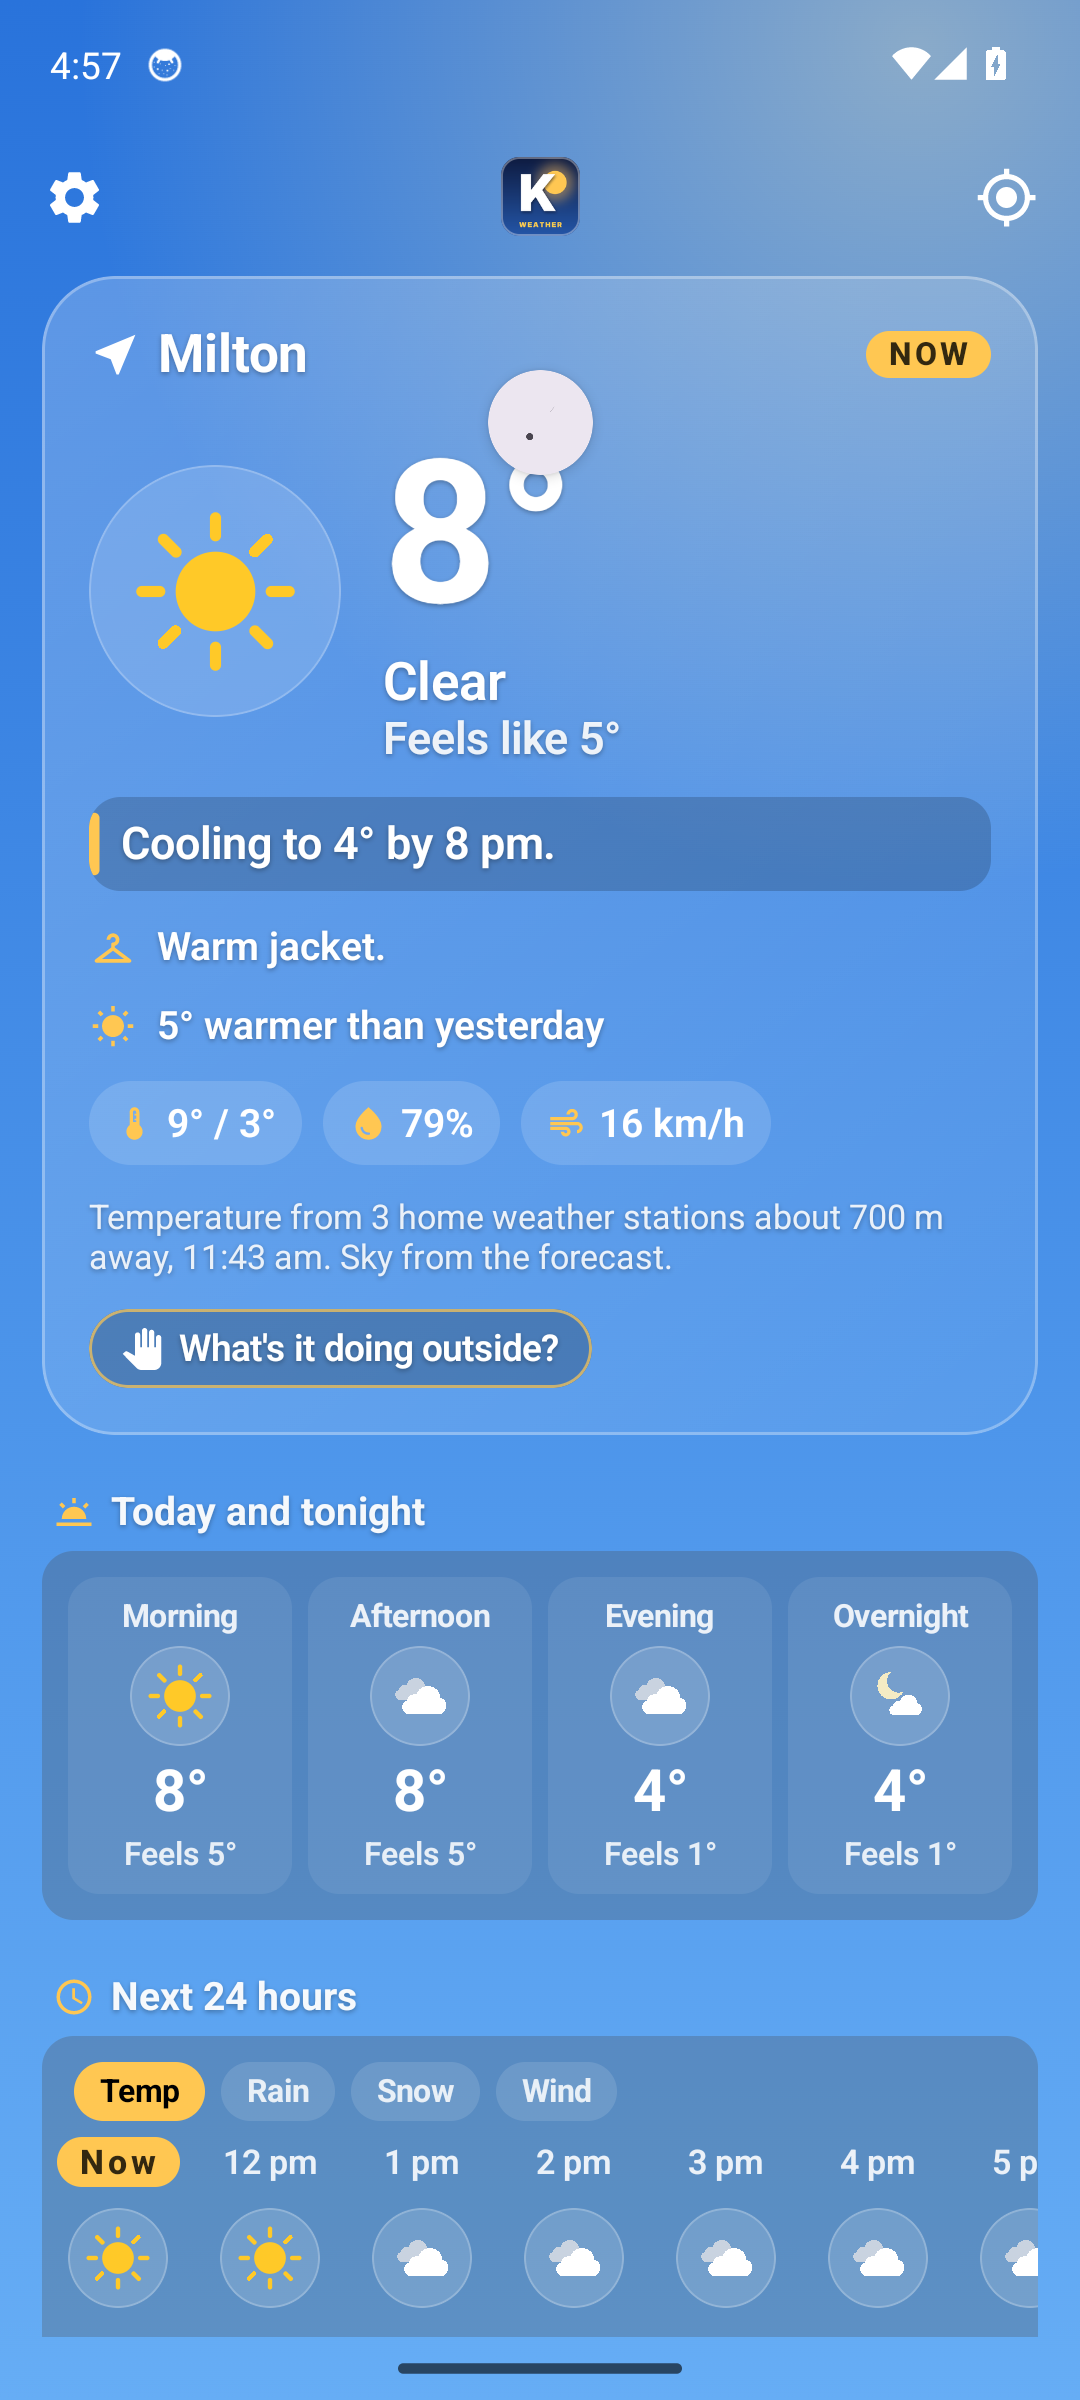 4:57
K
WEATHER
Milton
NOW
8°
Clear
Feels like 5°
Cooling to 4° by 8 pm.
Warm jacket.
5° warmer than yesterday
9° / 3°
79%
16 km/h
Temperature from 3 home weather stations about 700 m
away, 11:43 am. Sky from the forecast.
What's it doing outside?
Today and tonight
Morning
Afternoon
Evening
Overnight
8°
8°
4°
4°
Feels 5°
Feels 5°
Feels 1°
Feels 1°
Next 24 hours
Temp
Rain
Snow
Wind
Now
12 pm
1 pm
2 pm
3 pm
4 pm
5 p